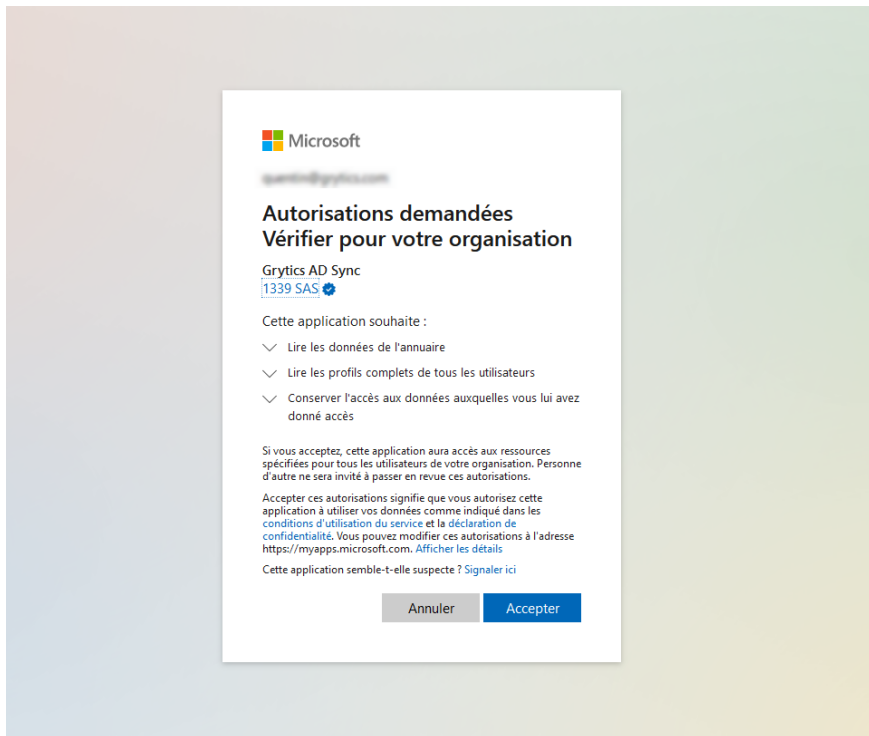 Microsoft
Autorisations demandées
Vérifier pour votre organisation
Grytics AD Sync
1339 SAS
Cette application souhaite :
Lire les données de l'annuaire
Lire les profils complets de tous les utilisateurs
Conserver l'accès aux données auxquelles vous lui avez
donné accès
Si vous acceptez, cette application aura accès aux ressources
spécifiées pour tous les utilisateurs de votre organisation. Personne
d'autre ne sera invité à passer en revue ces autorisations.
Accepter ces autorisations signifie que vous autorisez cette
application à utiliser vos données comme indiqué dans les
conditions d'utilisation du service et la déclaration de
confidentialité. Vous pouvez modifier ces autorisations à l'adresse
https://myapps.microsoft.com. Afficher les détails
Cette application semble-t-elle suspecte ? Signaler ici
Annuler
Accepter